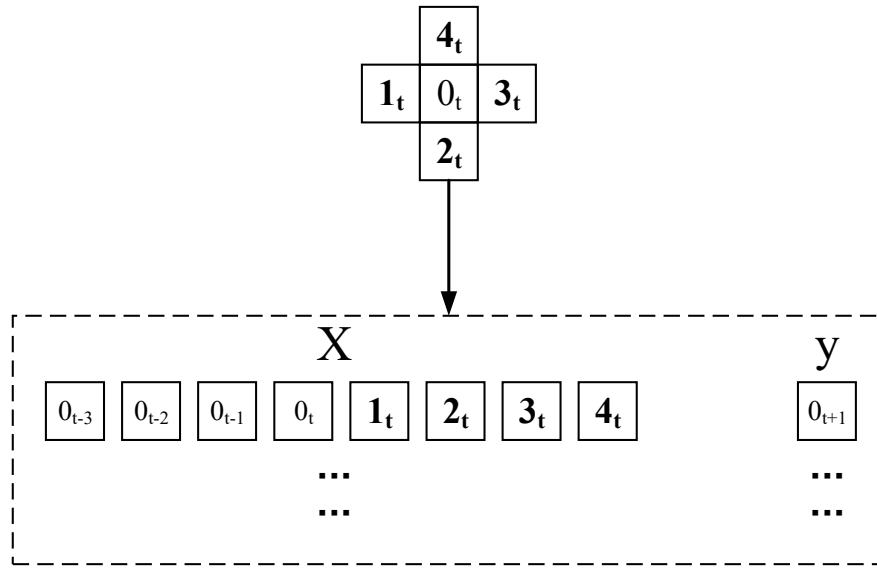 4ₜ
1ₜ 0ₜ 3ₜ
2ₜ
X y
0ₜ₋₃ 0ₜ₋₂ 0ₜ₋₁ 0ₜ 1ₜ 2ₜ 3ₜ 4ₜ 0ₜ₊₁
... ...
... ...